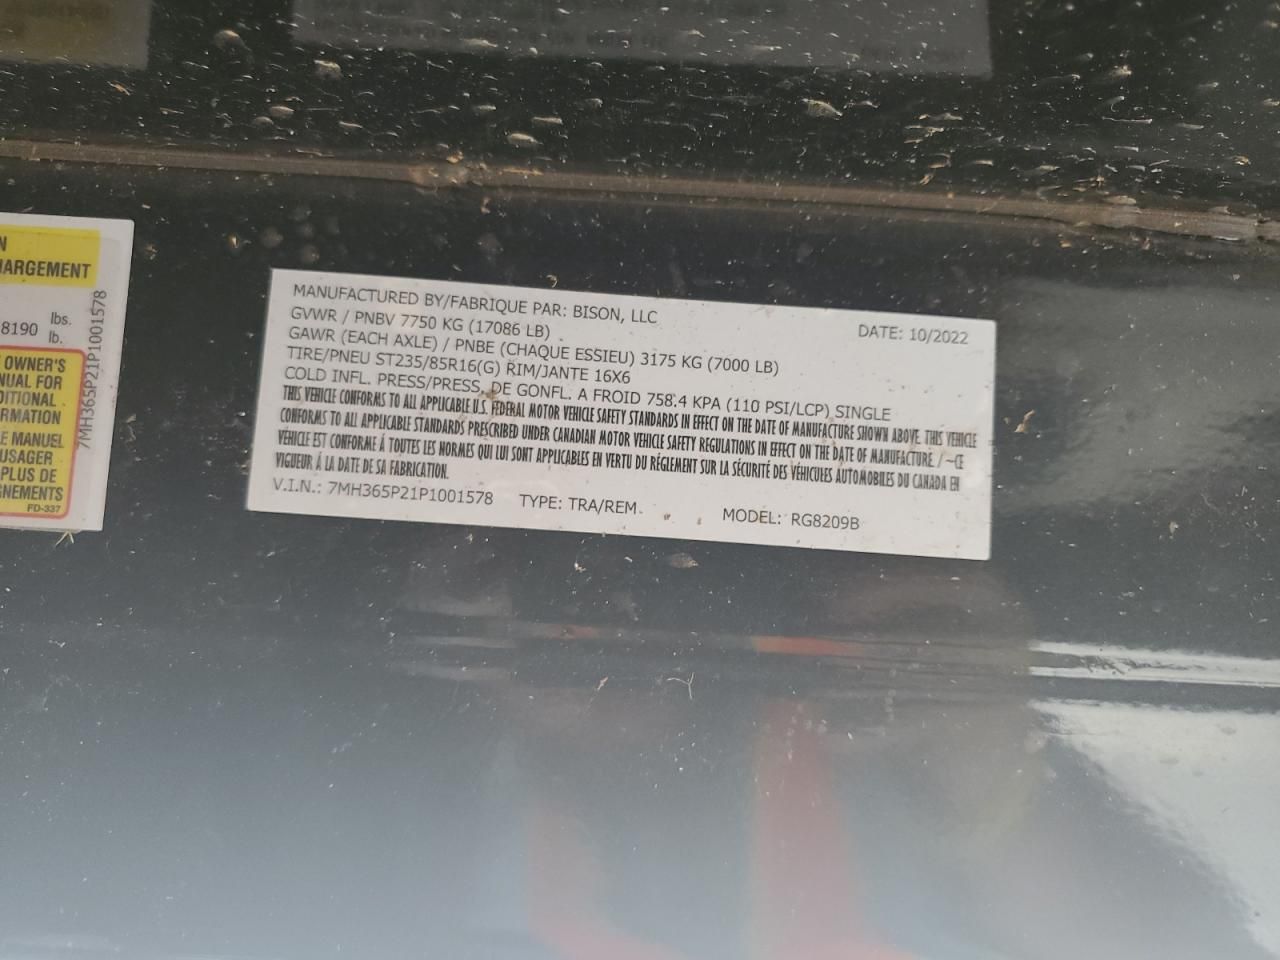 N
HARGEMENT
8190 lbs.
lb.
OWNER'S
NUAL FOR
DITIONAL
RMATION
E MANUEL
USAGER
PLUS DE
GNEMENTS
FD-337
7MH365P21P1001578
MANUFACTURED BY/FABRIQUE PAR: BISON, LLC
DATE: 10/2022
GVWR / PNBV 7750 KG (17086 LB)
GAWR (EACH AXLE) / PNBE (CHAQUE ESSIEU) 3175 KG (7000 LB)
TIRE/PNEU ST235/85R16(G) RIM/JANTE 16X6
COLD INFL. PRESS/PRESS. DE GONFL. A FROID 758.4 KPA (110 PSI/LCP) SINGLE
THIS VEHICLE CONFORMS TO ALL APPLICABLE U.S. FEDERAL MOTOR VEHICLE SAFETY STANDARDS IN EFFECT ON THE DATE OF MANUFACTURE SHOWN ABOVE. THIS VEHICLE
CONFORMS TO ALL APPLICABLE STANDARDS PRESCRIBED UNDER CANADIAN MOTOR VEHICLE SAFETY REGULATIONS IN EFFECT ON THE DATE OF MANUFACTURE / ~CE
VÉHICLE EST CONFORME Á TOUTES LES NORMES QUI LUI SONT APPLICABLES EN VERTU DU RÉGLEMENT SUR LA SÉCURITÉ DES VÉHICUES AUTOMOBILES DU CANADA EN
VIGUEUR Á LA DATE DE SA FABRICATION.
V.I.N.: 7MH365P21P1001578 TYPE: TRA/REM MODEL: RG8209B